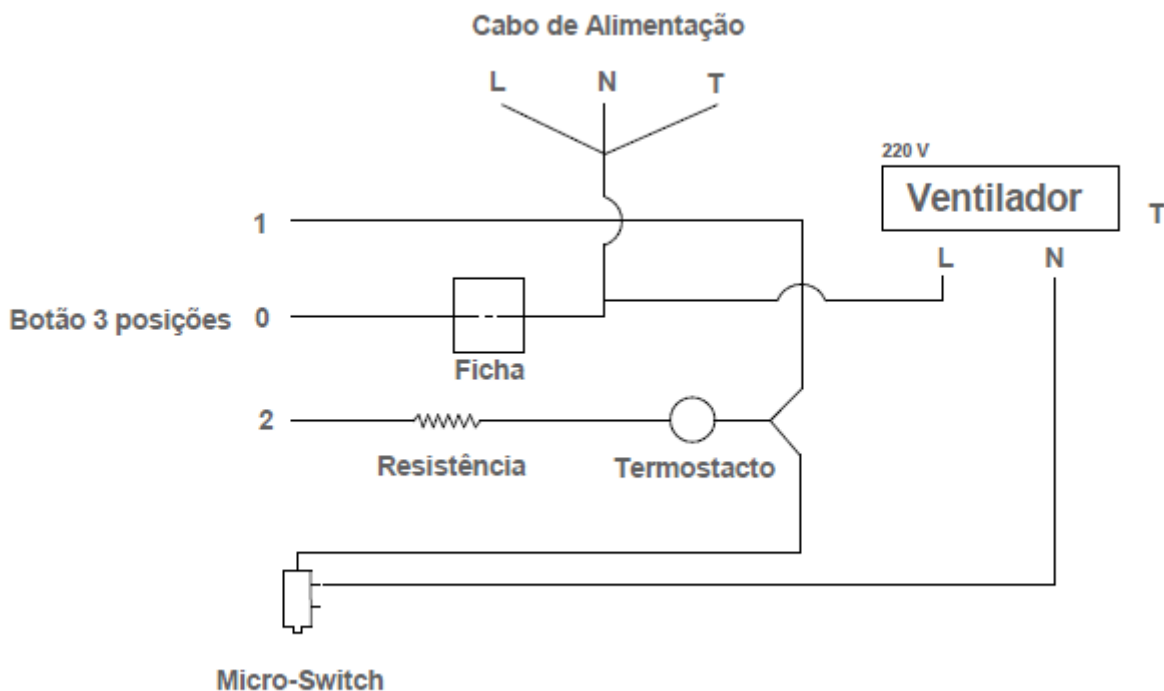 Cabo de Alimentação
L N T
220 V
Ventilador
T
1
L N
Botão 3 posições 0
Ficha
2
Resistência
Termostacto
Micro-Switch